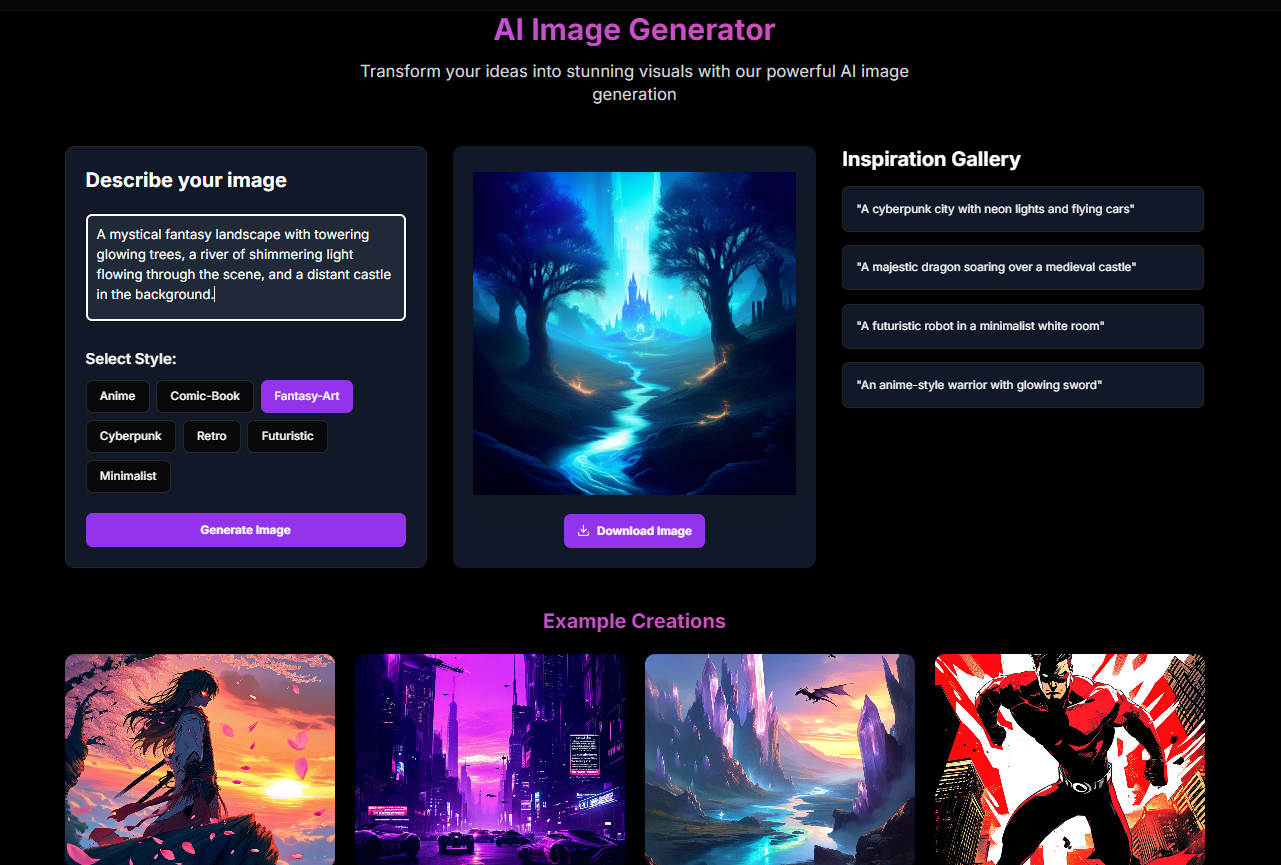 AI Image Generator
Transform your ideas into stunning visuals with our powerful AI image
generation
Describe your image
A mystical fantasy landscape with towering
glowing trees, a river of shimmering light
flowing through the scene, and a distant castle
in the background.
Select Style:
Anime
Comic-Book
Fantasy-Art
Cyberpunk
Retro
Futuristic
Minimalist
Generate Image
Download Image
Inspiration Gallery
"A cyberpunk city with neon lights and flying cars"
"A majestic dragon soaring over a medieval castle"
"A futuristic robot in a minimalist white room"
"An anime-style warrior with glowing sword"
Example Creations